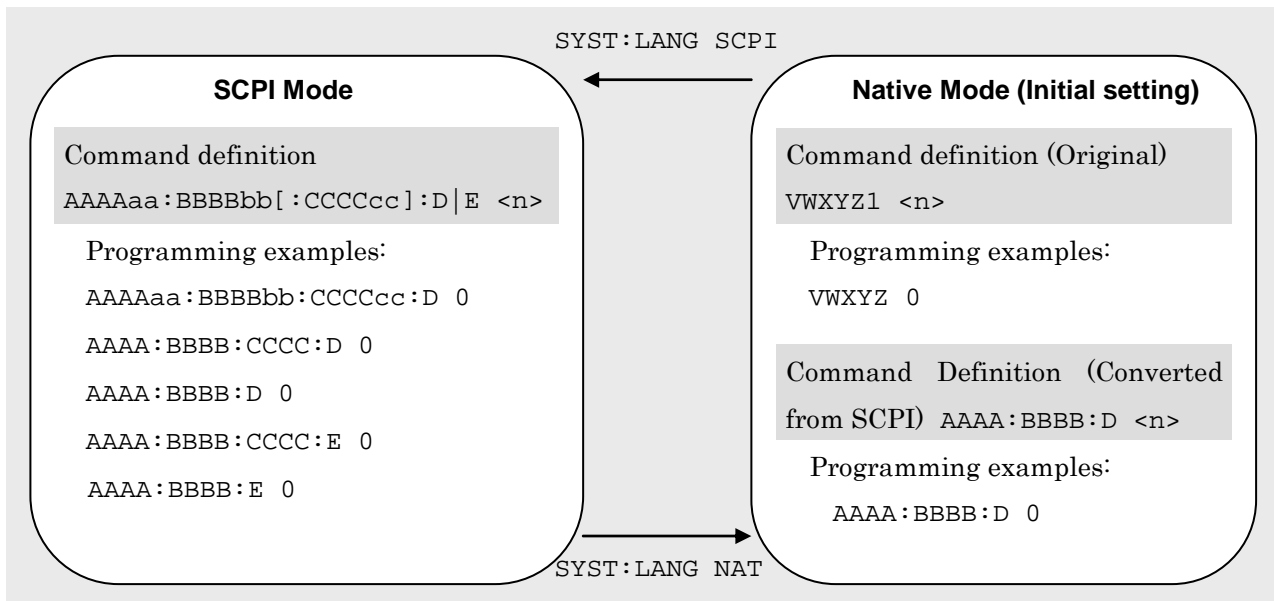 SYST:LANG SCPI
SCPI Mode
Command definition
AAAAaa:BBBBbb[:CCCCcc]:D|E <n>
Programming examples:
AAAAaa:BBBBbb:CCCCcc:D 0
AAAA:BBBB:CCCC:D 0
AAAA:BBBB:D 0
AAAA:BBBB:CCCC:E 0
AAAA:BBBB:E 0
Native Mode (Initial setting)
Command definition (Original)
VWXYZ1 <n>
Programming examples:
VWXYZ 0
Command Definition (Converted
from SCPI) AAAA:BBBB:D <n>
Programming examples:
AAAA:BBBB:D 0
SYST:LANG NAT